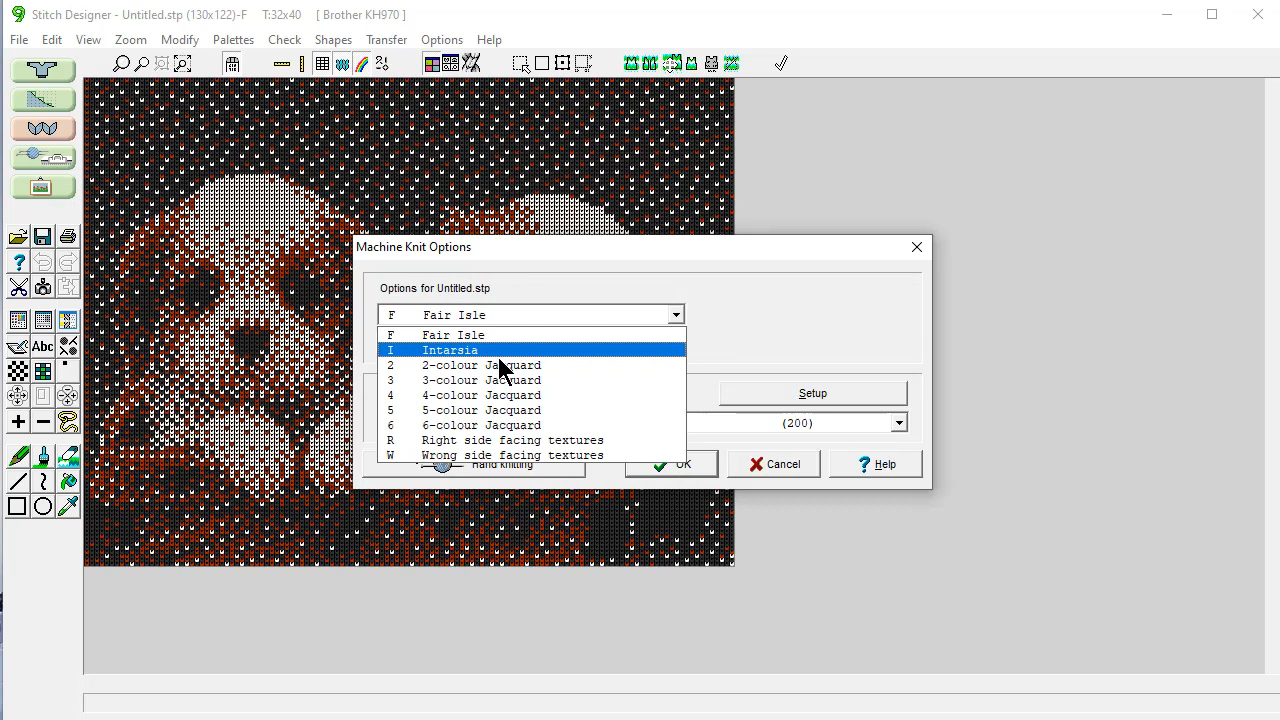 Stitch Designer - Untitled.stp (130x122)-F T:32x40 [ Brother KH970 ]
File Edit View Zoom Modify Palettes Check Shapes Transfer Options Help
Machine Knit Options
Options for Untitled.stp
F Fair Isle
F Fair Isle
I Intarsia
2 2-colour Jacquard
3 3-colour Jacquard
4 4-colour Jacquard
5 5-colour Jacquard
6 6-colour Jacquard
R Right side facing textures
W Wrong side facing textures
Setup
(200)
Hand knitting
OK
Cancel
? Help
Abc